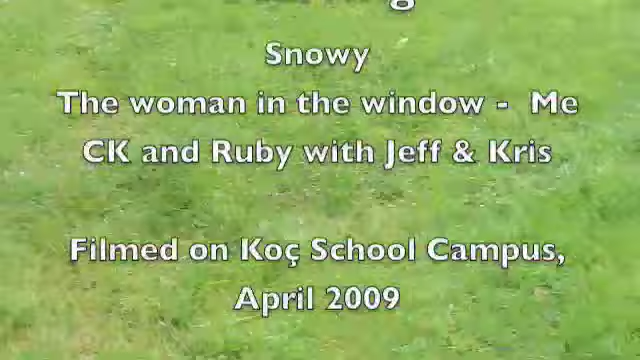 Snowy
The woman in the window - Me
CK and Ruby with Jeff & Kris
Filmed on Koç School Campus,
April 2009